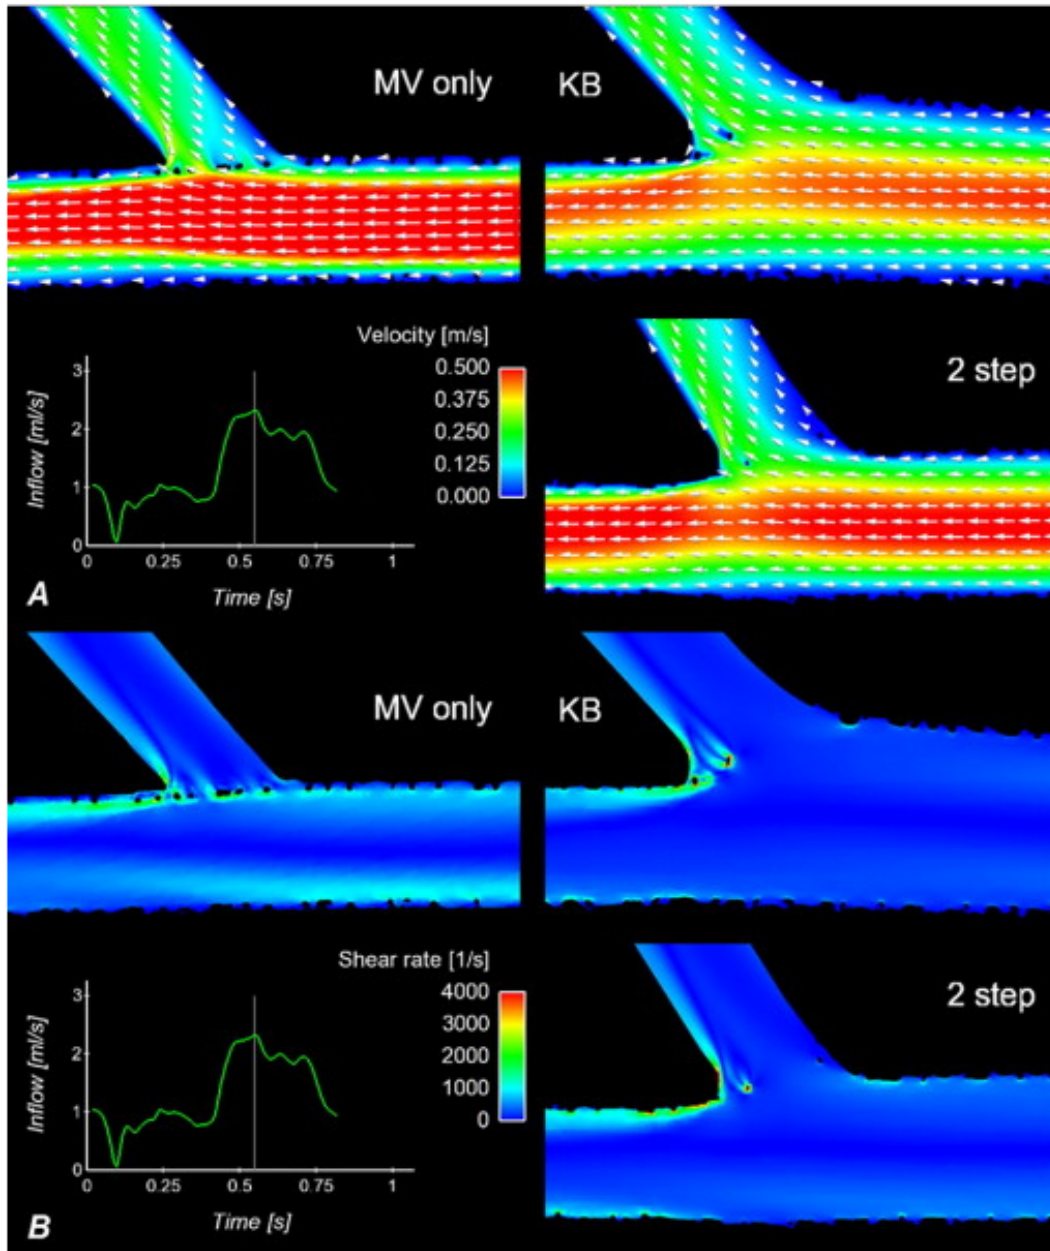 MV only
KB
Velocity [m/s]
0.500
0.375
0.250
0.125
0.000
Inflow [ml/s]
3
2
1
0
0
0.25
0.5
0.75
1
Time [s]
A
2 step
MV only
KB
Shear rate [1/s]
4000
3000
2000
1000
0
Inflow [ml/s]
3
2
1
0
0
0.25
0.5
0.75
1
Time [s]
B
2 step